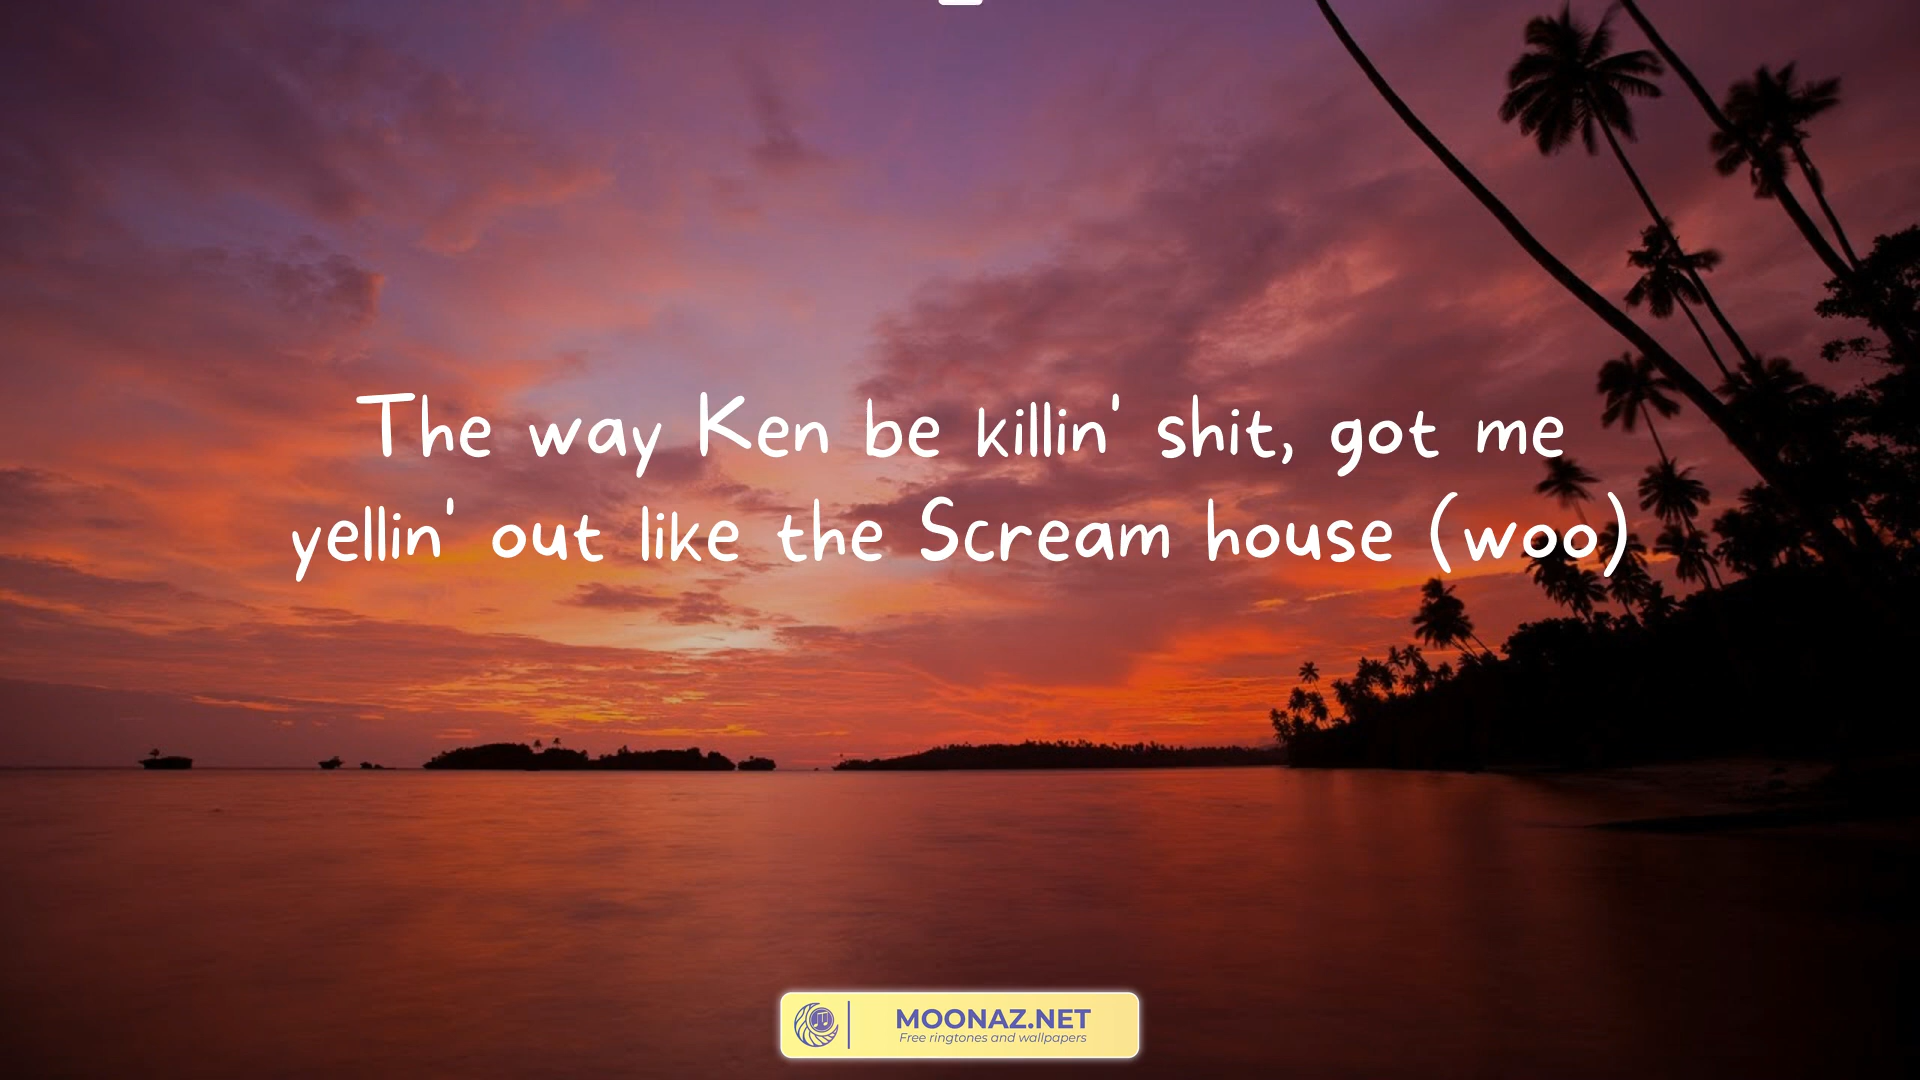 The way Ken be killin' shit, got me
yellin' out like the Scream house (woo)
MOONAZ.NET
Free ringtones and wallpapers